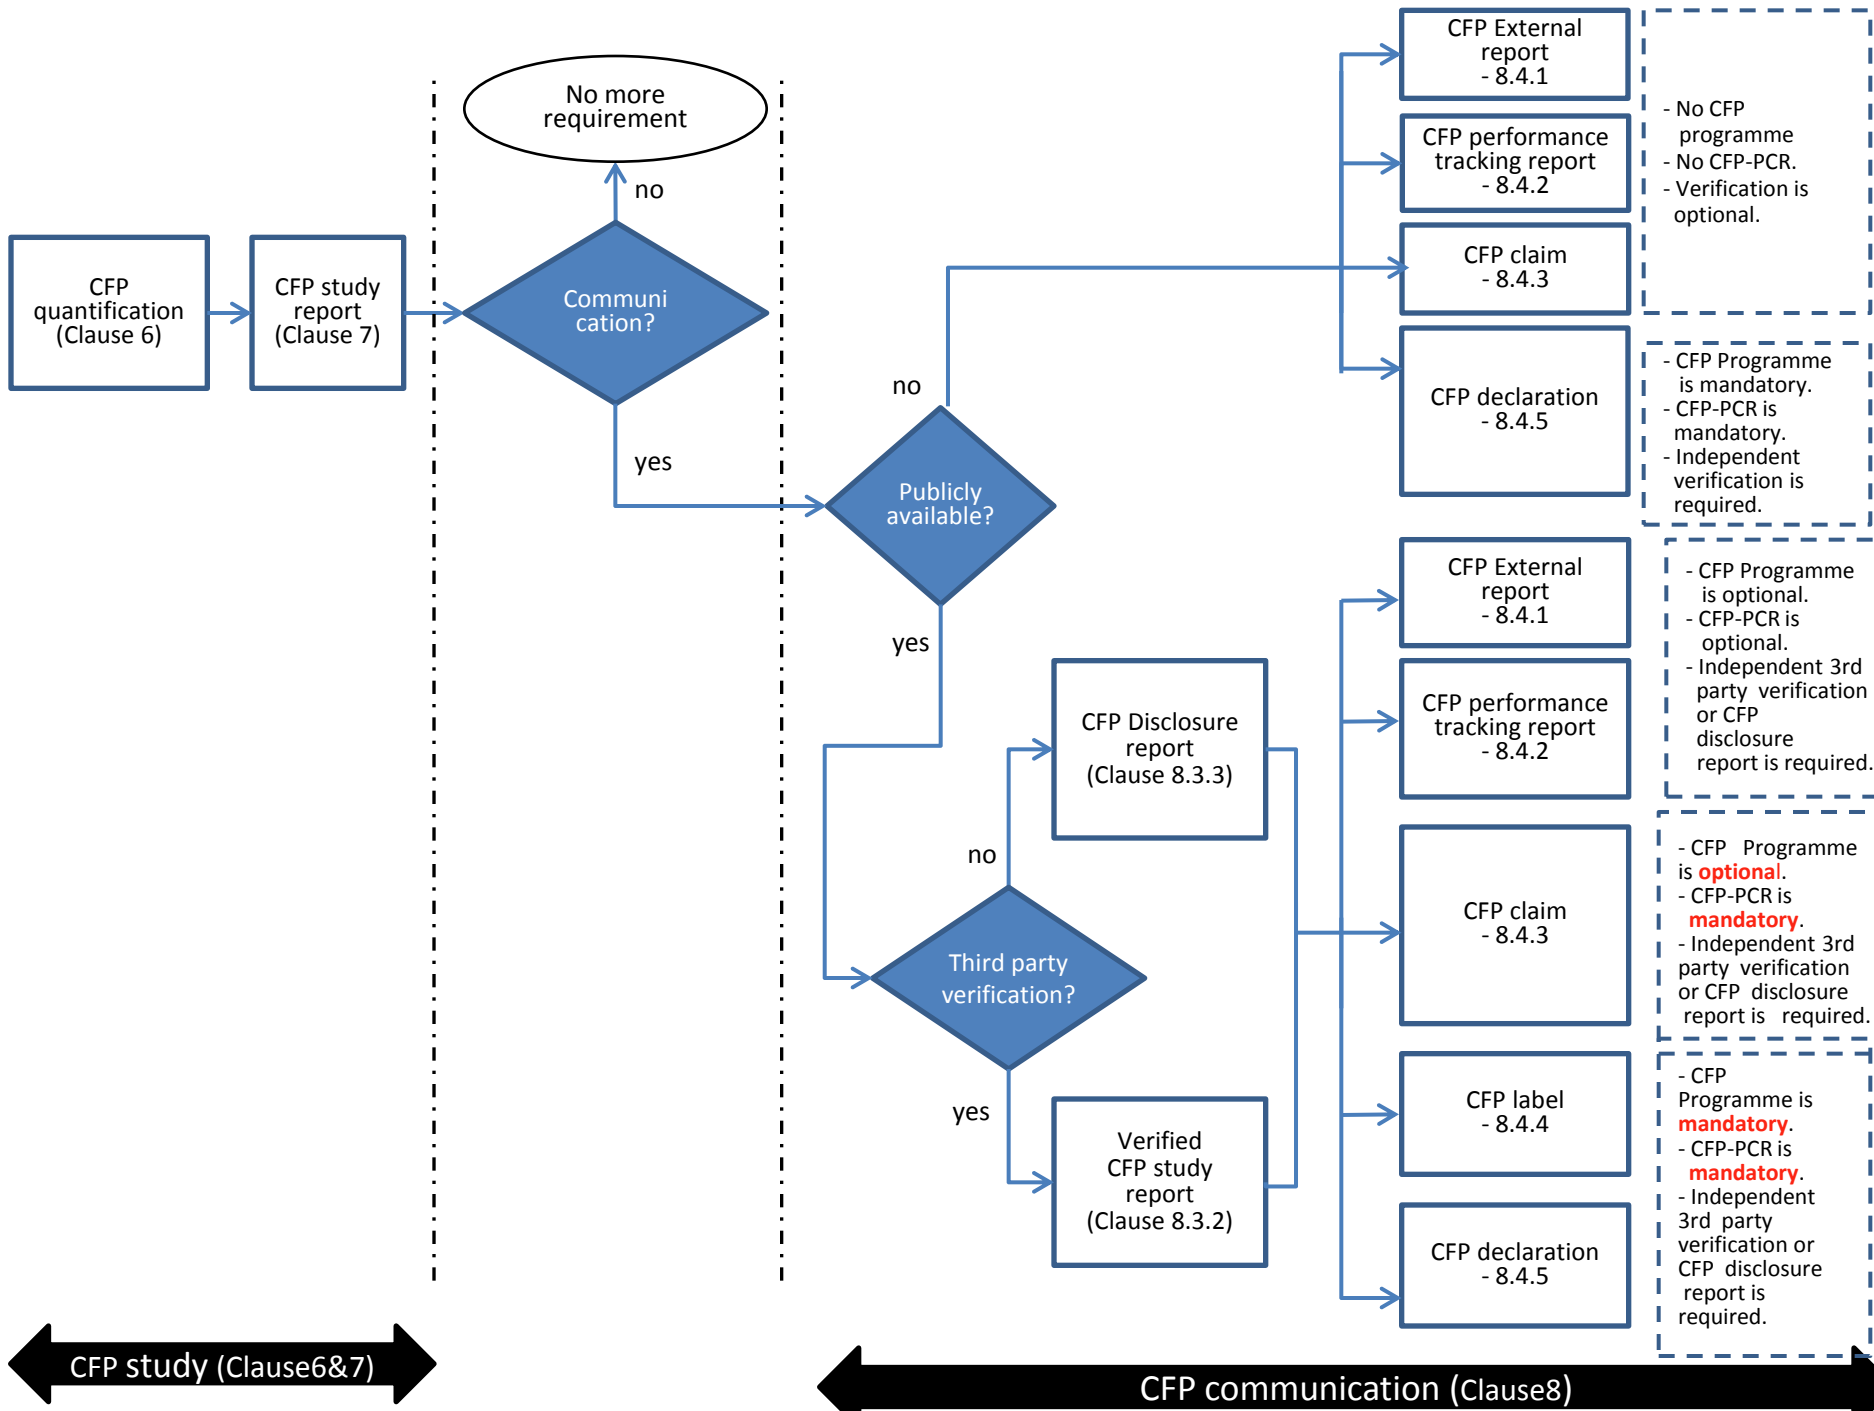 CFP
quantification
(Clause 6)
CFP study
report
(Clause 7)
No more
requirement
no
Communi
cation?
yes
no
Publicly
available?
yes
no
Third party
verification?
yes
CFP Disclosure
report
(Clause 8.3.3)
Verified
CFP study
report
(Clause 8.3.2)
CFP External
report
- 8.4.1
CFP performance
tracking report
- 8.4.2
CFP claim
- 8.4.3
CFP declaration
- 8.4.5
- No CFP
programme
- No CFP-PCR.
- Verification is
optional.
- CFP Programme
is mandatory.
- CFP-PCR is
mandatory.
- Independent
verification is
required.
CFP External
report
- 8.4.1
CFP performance
tracking report
- 8.4.2
CFP claim
- 8.4.3
CFP label
- 8.4.4
CFP declaration
- 8.4.5
- CFP Programme
is optional.
- CFP-PCR is
optional.
- Independent 3rd
party verification
or CFP
disclosure
report is required.
- CFP Programme
is optional.
- CFP-PCR is
mandatory.
- Independent 3rd
party verification
or CFP disclosure
report is required.
- CFP
Programme is
mandatory.
- CFP-PCR is
mandatory.
- Independent
3rd party
verification or
CFP disclosure
report is
required.
CFP study (Clause6&7)
CFP communication (Clause8)